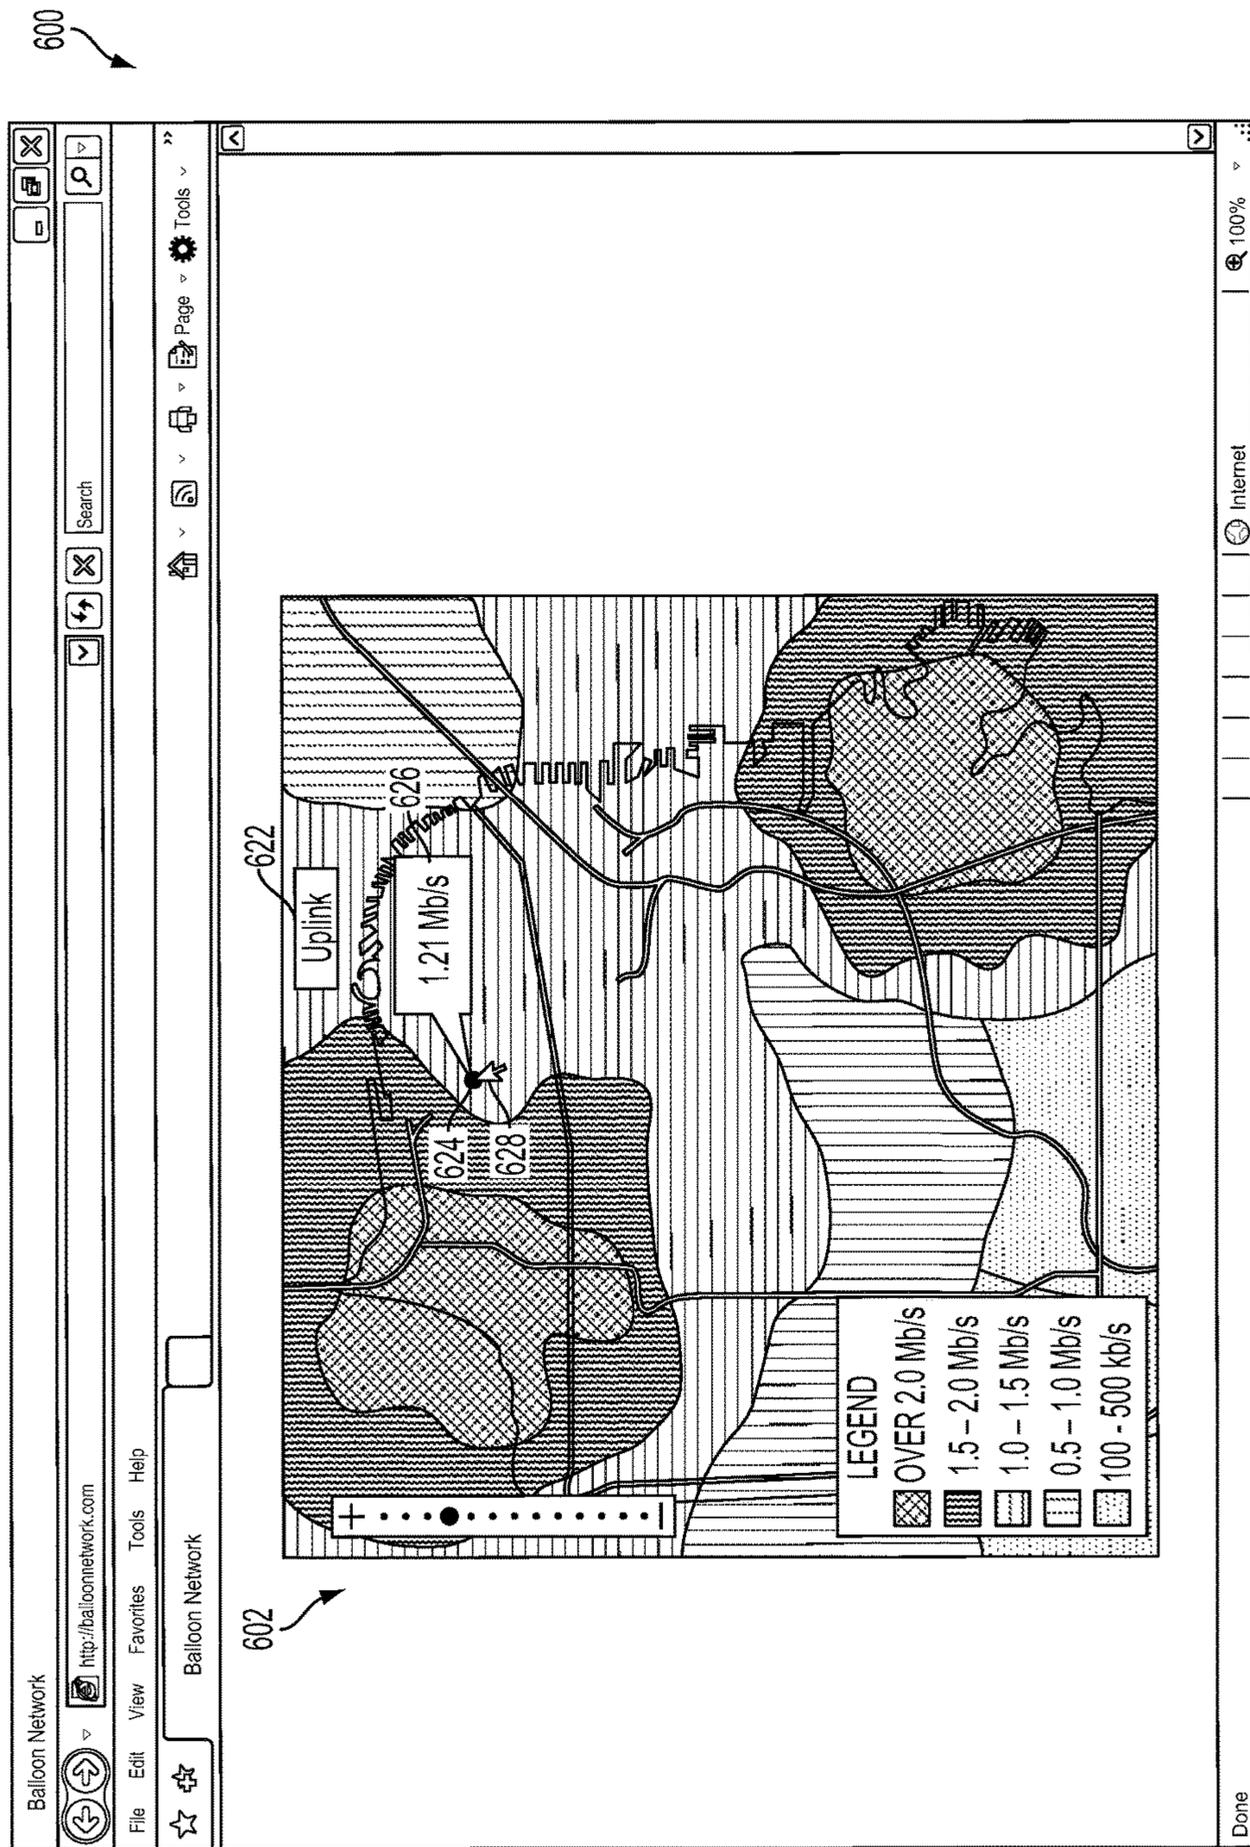 600
Balloon Network
http://balloonnetwork.com
Search
File Edit View Favorites Tools Help
Balloon Network
Page
Tools
»
602
622
Uplink
626
1.21 Mb/s
624
628
+
−
LEGEND
OVER 2.0 Mb/s
1.5 – 2.0 Mb/s
1.0 – 1.5 Mb/s
0.5 – 1.0 Mb/s
100 - 500 kb/s
Done
Internet
100%